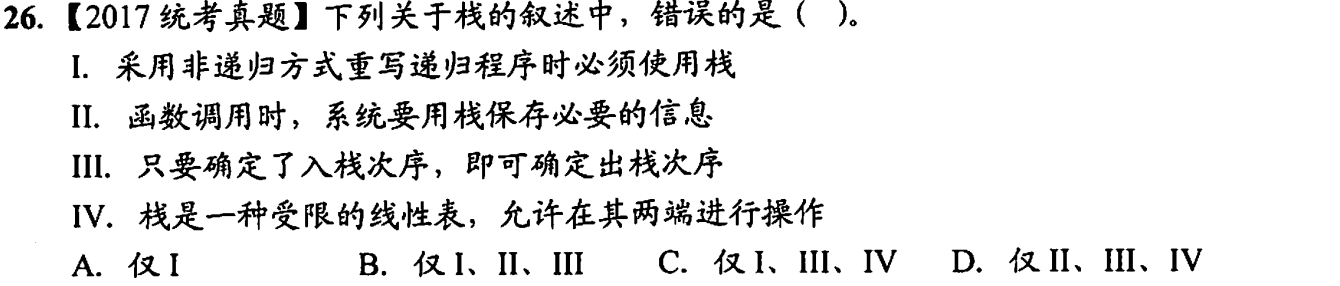 26.【2017 统考真题】下列关于栈的叙述中，错误的是（ ）。
I. 采用非递归方式重写递归程序时必须使用栈
II. 函数调用时，系统要用栈保存必要的信息
III. 只要确定了入栈次序，即可确定出栈次序
IV. 栈是一种受限的线性表，允许在其两端进行操作
A. 仅 I B. 仅 I、II、III C. 仅 I、III、IV D. 仅 II、III、IV